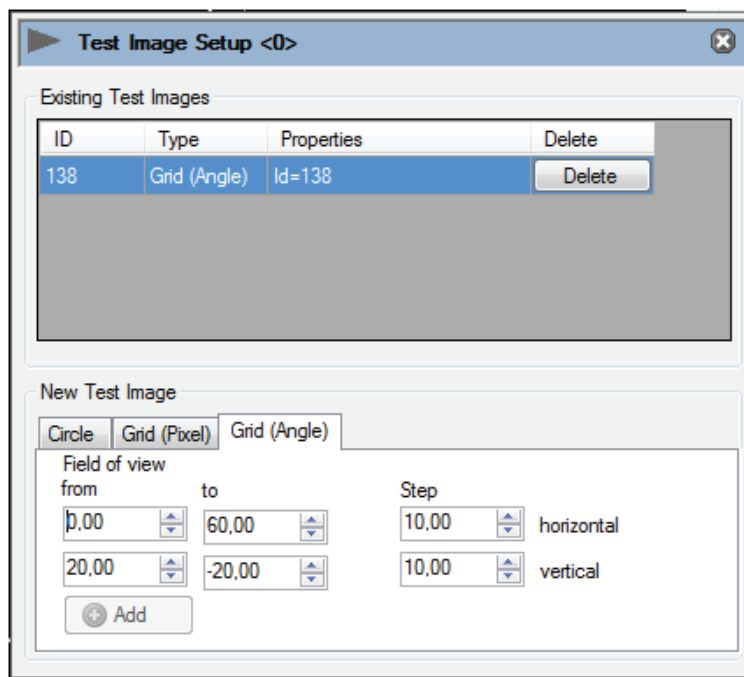 Test Image Setup <0>
Existing Test Images
ID Type Properties Delete
138 Grid (Angle) Id=138 Delete
New Test Image
Circle Grid (Pixel) Grid (Angle)
Field of view
from to Step
0,00 60,00 10,00 horizontal
20,00 -20,00 10,00 vertical
Add